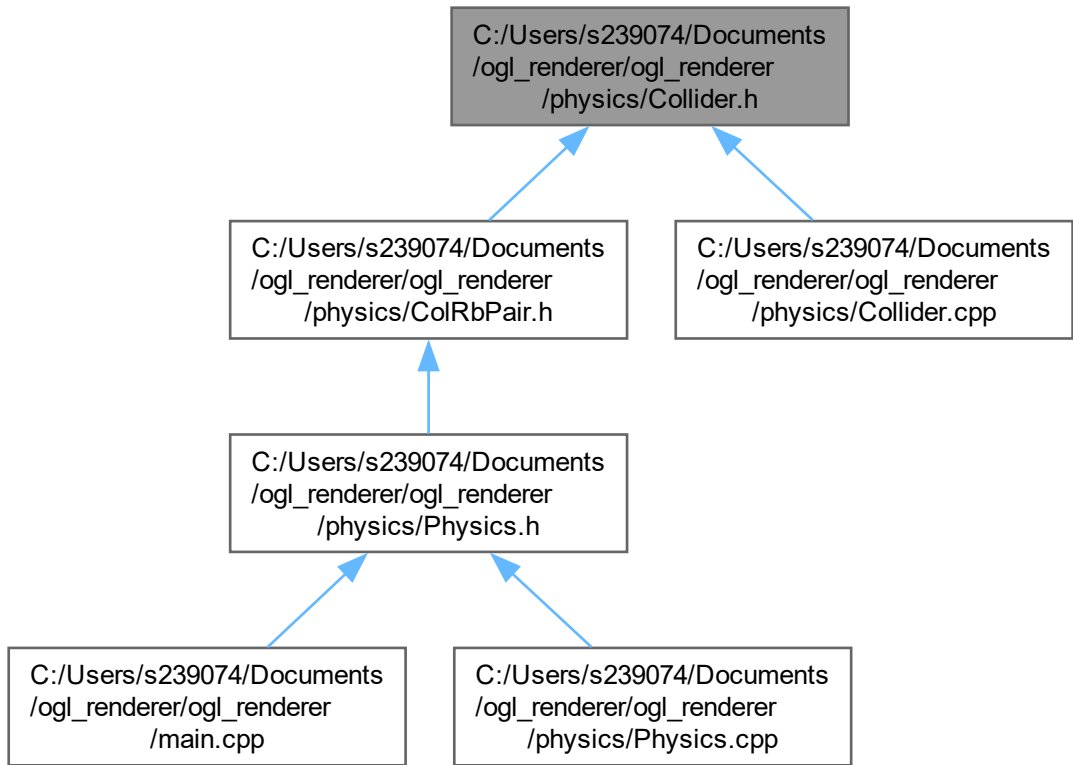 C:/Users/s239074/Documents
/ogl_renderer/ogl_renderer
/physics/Collider.h
C:/Users/s239074/Documents
/ogl_renderer/ogl_renderer
/physics/ColRbPair.h
C:/Users/s239074/Documents
/ogl_renderer/ogl_renderer
/physics/Collider.cpp
C:/Users/s239074/Documents
/ogl_renderer/ogl_renderer
/physics/Physics.h
C:/Users/s239074/Documents
/ogl_renderer/ogl_renderer
/main.cpp
C:/Users/s239074/Documents
/ogl_renderer/ogl_renderer
/physics/Physics.cpp